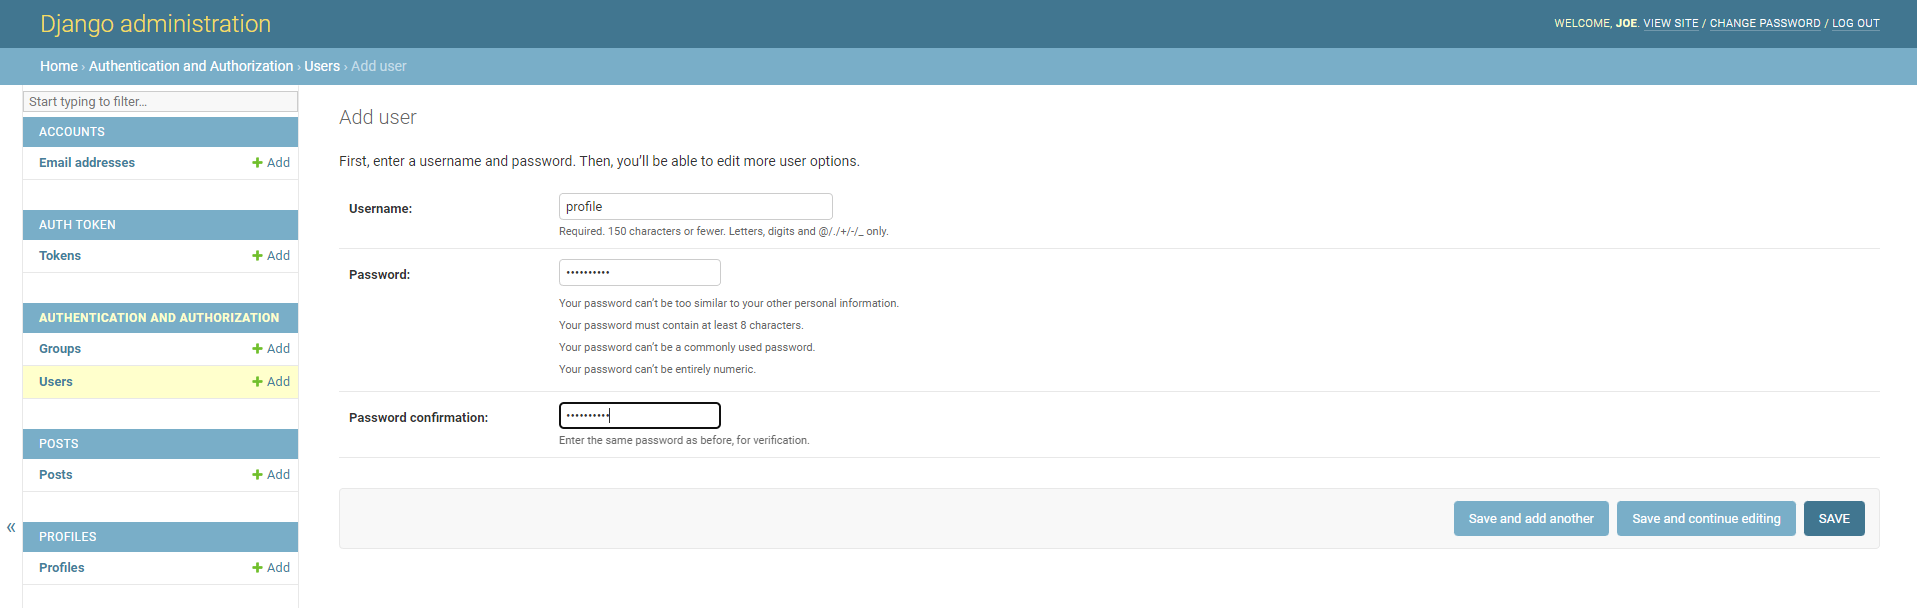 Django administration
WELCOME, JOE. VIEW SITE / CHANGE PASSWORD / LOG OUT
Home › Authentication and Authorization › Users › Add user
Start typing to filter...
ACCOUNTS
Email addresses
+ Add
AUTH TOKEN
Tokens
+ Add
AUTHENTICATION AND AUTHORIZATION
Groups
+ Add
Users
+ Add
POSTS
Posts
+ Add
«
PROFILES
Profiles
+ Add
Add user
First, enter a username and password. Then, you’ll be able to edit more user options.
Username:
profile
Required. 150 characters or fewer. Letters, digits and @/./+/-/_ only.
Password:
••••••••••
Your password can’t be too similar to your other personal information.
Your password must contain at least 8 characters.
Your password can’t be a commonly used password.
Your password can’t be entirely numeric.
Password confirmation:
••••••••••
Enter the same password as before, for verification.
Save and add another
Save and continue editing
SAVE